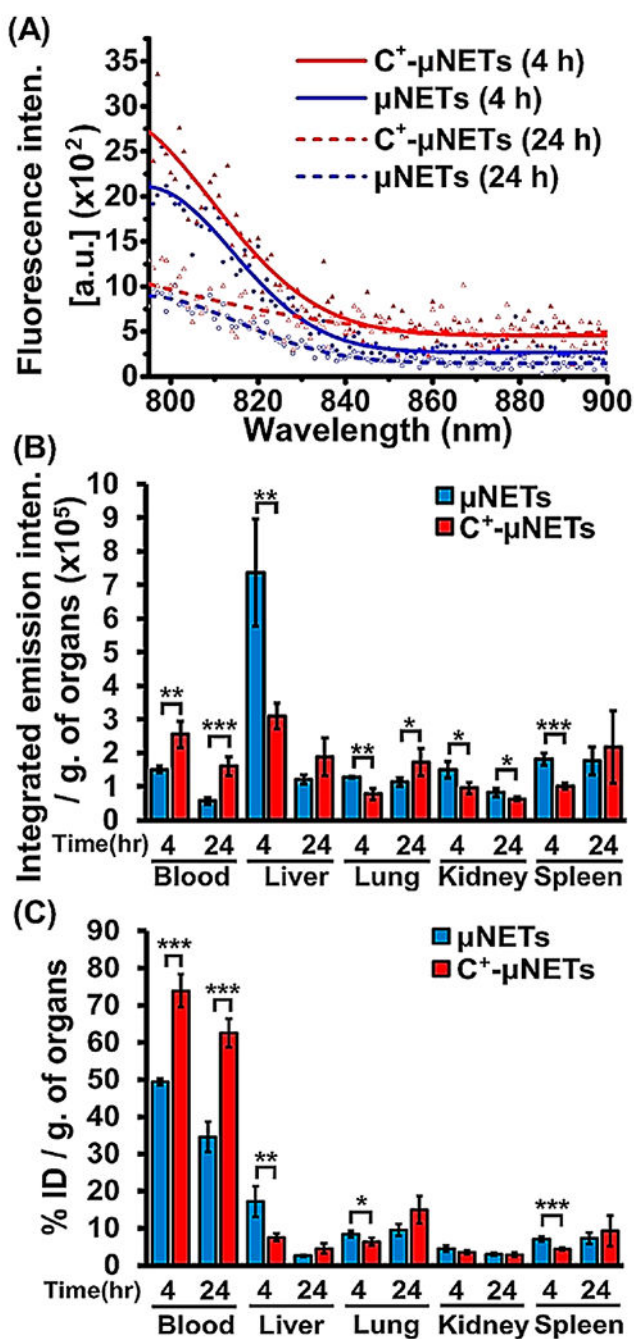 (A)
Fluorescence inten.
[a.u.] (x10²)
35
30
25
20
15
10
5
0
C⁺-µNETs (4 h)
µNETs (4 h)
C⁺-µNETs (24 h)
µNETs (24 h)
800 820 840 860 880 900
Wavelength (nm)
(B)
Integrated emission inten.
/ g. of organs (x10⁵)
10
9
8
7
6
5
4
3
2
1
0
µNETs
C⁺-µNETs
** *** ** ** * * * ***
Time(hr) 4 24 4 24 4 24 4 24 4 24
Blood Liver Lung Kidney Spleen
(C)
% ID / g. of organs
90
80
70
60
50
40
30
20
10
0
µNETs
C⁺-µNETs
*** *** ** * ***
Time(hr) 4 24 4 24 4 24 4 24 4 24
Blood Liver Lung Kidney Spleen